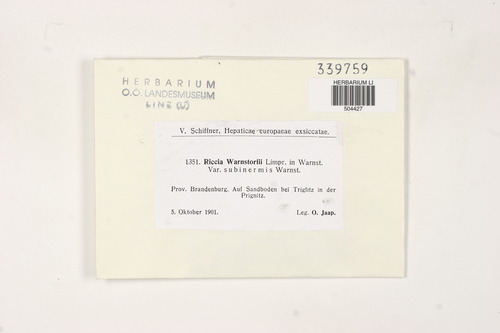 339759
HERBARIUM
O.Ö. LANDESMUSEUM
LINZ (LI)
HERBARIUM LI
504427
V. Schiffner, Hepaticae europaeae exsiccatae.
1351. Riccia Warnstorfii Limpr. in Warnst.
Var. subinermis Warnst.
Prov. Brandenburg. Auf Sandboden bei Triglitz in der
Prignitz.
5. Oktober 1901. Leg. O. Jaap.